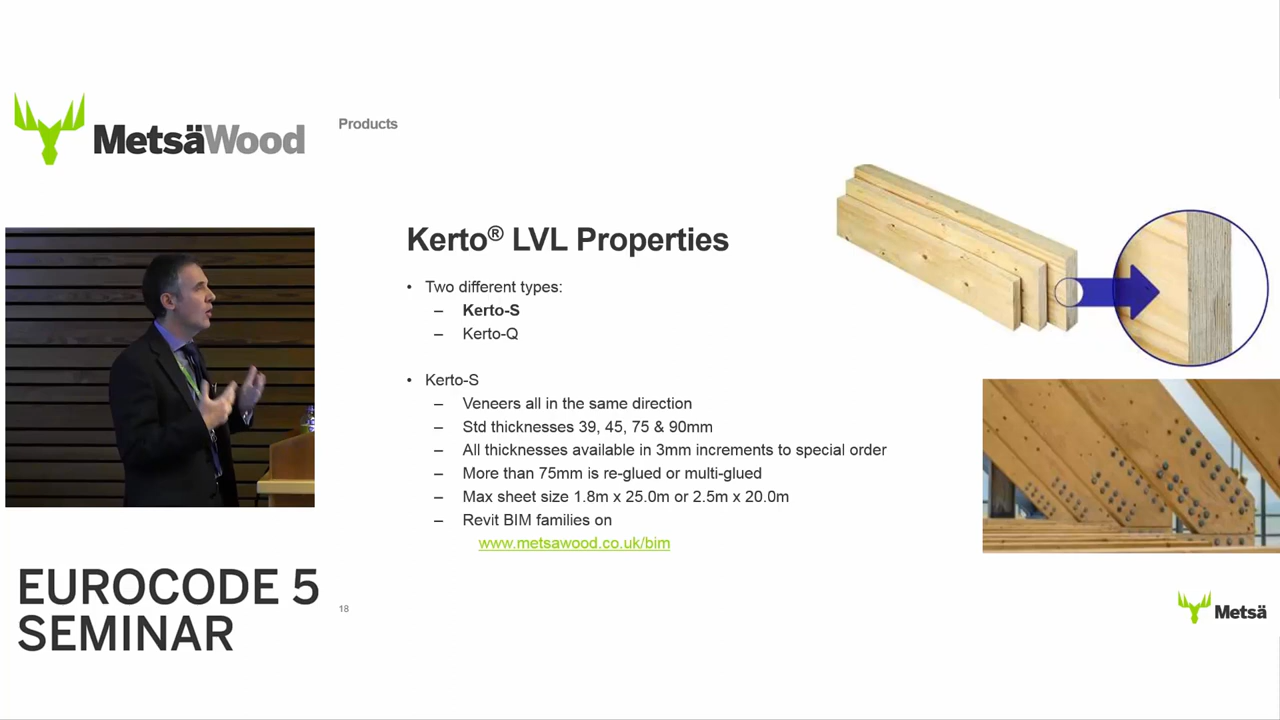 MetsäWood
Products
Kerto® LVL Properties
• Two different types:
– Kerto-S
– Kerto-Q
• Kerto-S
– Veneers all in the same direction
– Std thicknesses 39, 45, 75 & 90mm
– All thicknesses available in 3mm increments to special order
– More than 75mm is re-glued or multi-glued
– Max sheet size 1.8m x 25.0m or 2.5m x 20.0m
– Revit BIM families on
www.metsawood.co.uk/bim
EUROCODE 5
SEMINAR
18
Metsä